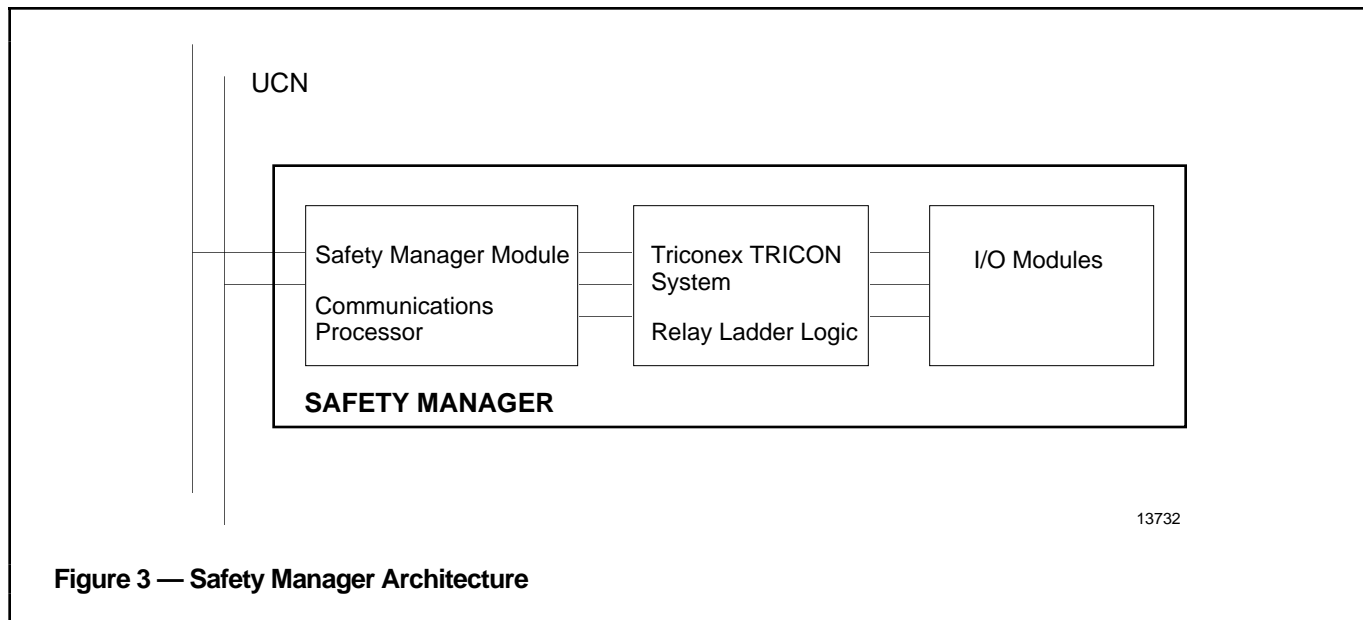 UCN
Safety Manager Module
Communications
Processor
Triconex TRICON
System
Relay Ladder Logic
I/O Modules
SAFETY MANAGER
13732
Figure 3 — Safety Manager Architecture